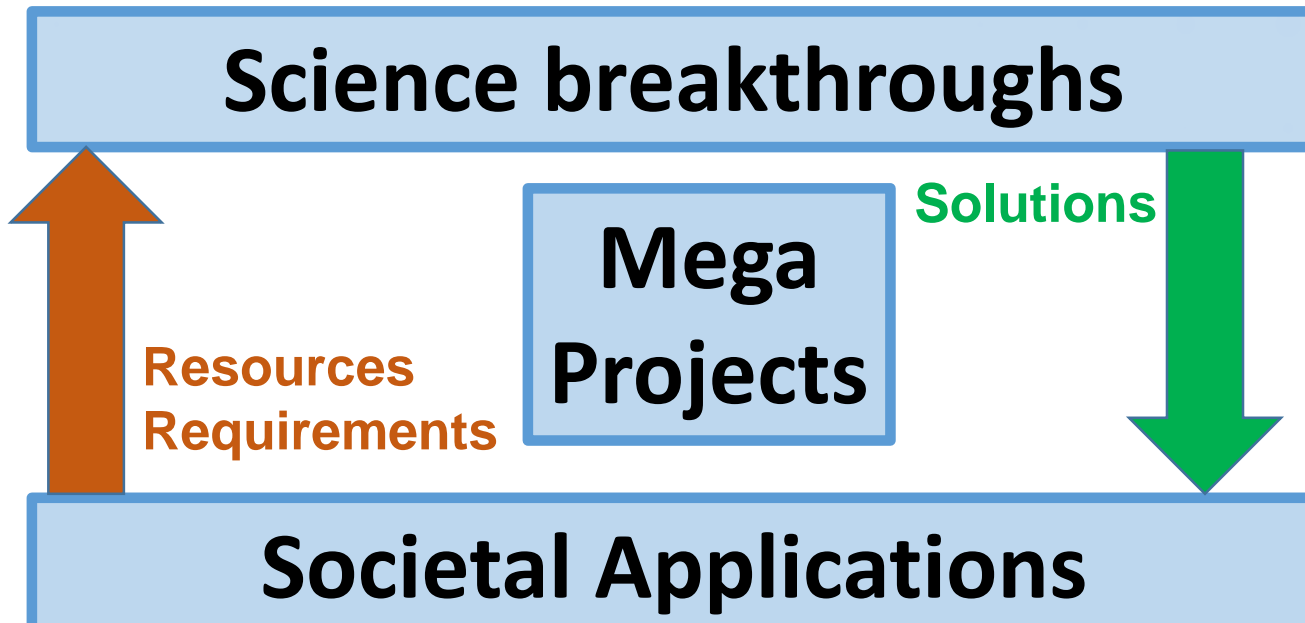 Science breakthroughs
Solutions
Mega
Projects
Resources
Requirements
Societal Applications